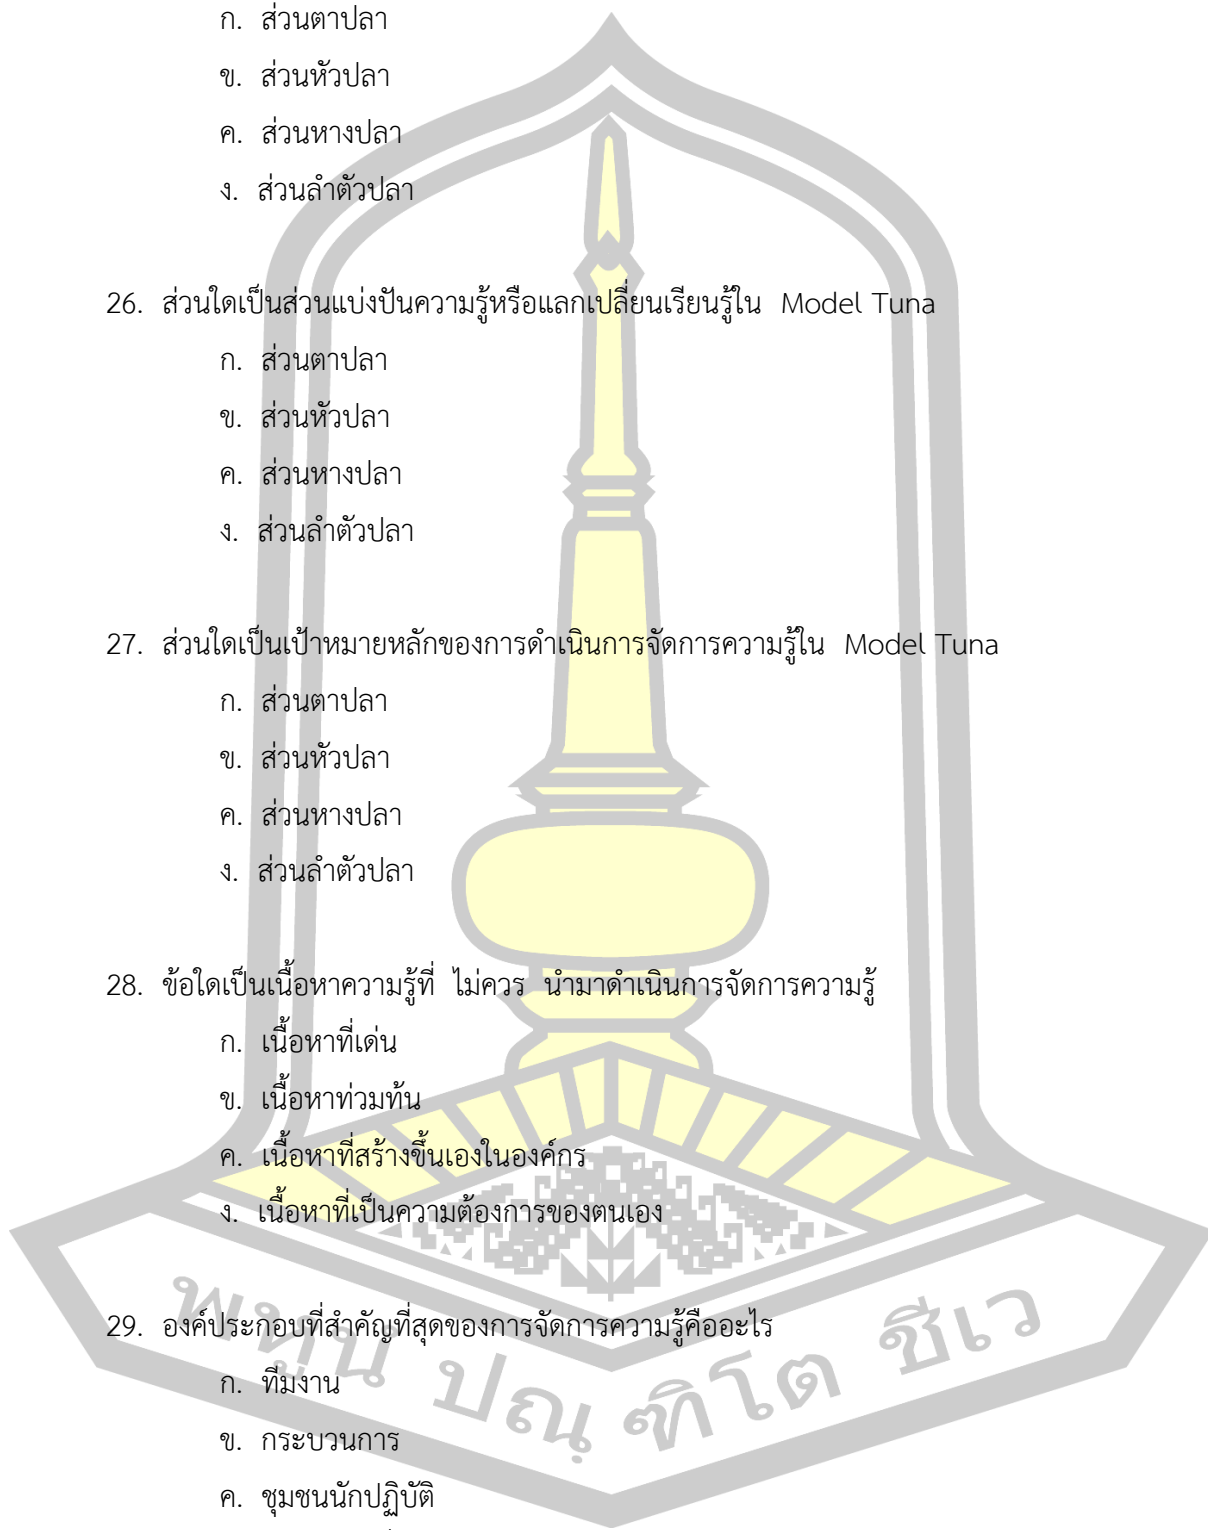 ก. ส่วนตาปลา
ข. ส่วนหัวปลา
ค. ส่วนหางปลา
ง. ส่วนลำตัวปลา
26. ส่วนใดเป็นส่วนแบ่งปันความรู้หรือแลกเปลี่ยนเรียนรู้ใน Model Tuna
ก. ส่วนตาปลา
ข. ส่วนหัวปลา
ค. ส่วนหางปลา
ง. ส่วนลำตัวปลา
27. ส่วนใดเป็นเป้าหมายหลักของการดำเนินการจัดการความรู้ใน Model Tuna
ก. ส่วนตาปลา
ข. ส่วนหัวปลา
ค. ส่วนหางปลา
ง. ส่วนลำตัวปลา
28. ข้อใดเป็นเนื้อหาความรู้ที่ ไม่ควร นำมาดำเนินการจัดการความรู้
ก. เนื้อหาที่เด่น
ข. เนื้อหาท่วมท้น
ค. เนื้อหาที่สร้างขึ้นเองในองค์กร
ง. เนื้อหาที่เป็นความต้องการของตนเอง
29. องค์ประกอบที่สำคัญที่สุดของการจัดการความรู้คืออะไร
ก. ทีมงาน
ข. กระบวนการ
ค. ชุมชนนักปฏิบัติ
พหูน ปณฺฑิโต ชีเว